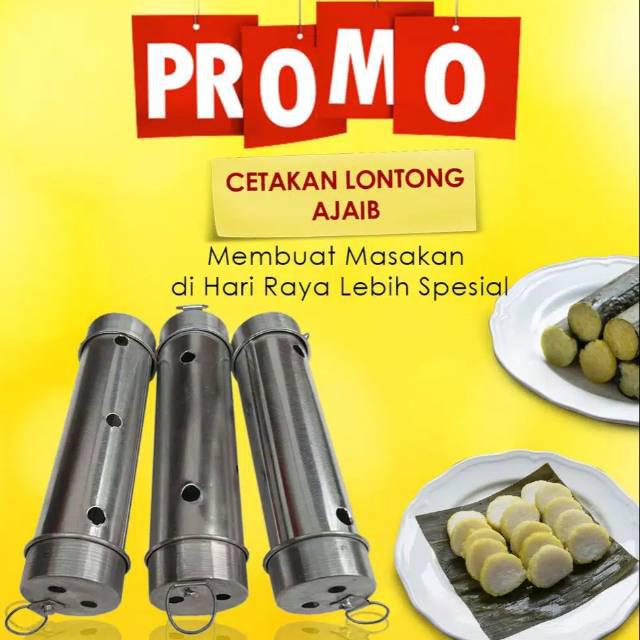 PROMO
CETAKAN LONTONG
AJAIB
Membuat Masakan
di Hari Raya Lebih Spesial